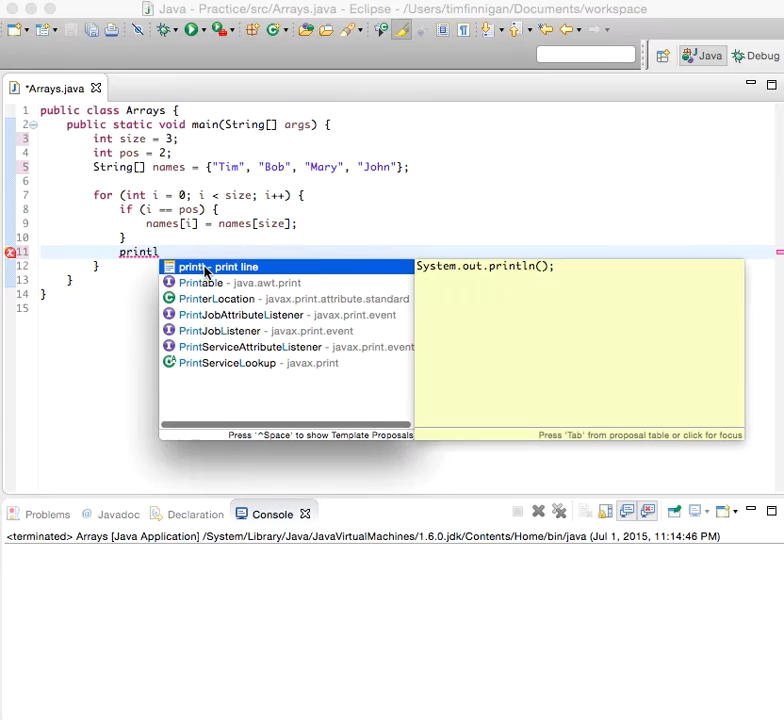 Java - Practice/src/Arrays.java - Eclipse - /Users/timfinnigan/Documents/workspace
Java Debug
*Arrays.java
1 public class Arrays {
2 public static void main(String[] args) {
3 int size = 3;
4 int pos = 2;
5 String[] names = {"Tim", "Bob", "Mary", "John"};
6
7 for (int i = 0; i < size; i++) {
8 if (i == pos) {
9 names[i] = names[size];
10 }
11 printl
12 }
13 }
14 }
15
print line
Printable - java.awt.print
PrinterLocation - javax.print.attribute.standard
PrintJobAttributeListener - javax.print.event
PrintJobListener - javax.print.event
PrintServiceAttributeListener - javax.print.event
PrintServiceLookup - javax.print
Press '^Space' to show Template Proposals
System.out.println();
Press 'Tab' from proposal table or click for focus
Problems Javadoc Declaration Console
<terminated> Arrays [Java Application] /System/Library/Java/JavaVirtualMachines/1.6.0.jdk/Contents/Home/bin/java (Jul 1, 2015, 11:14:46 PM)